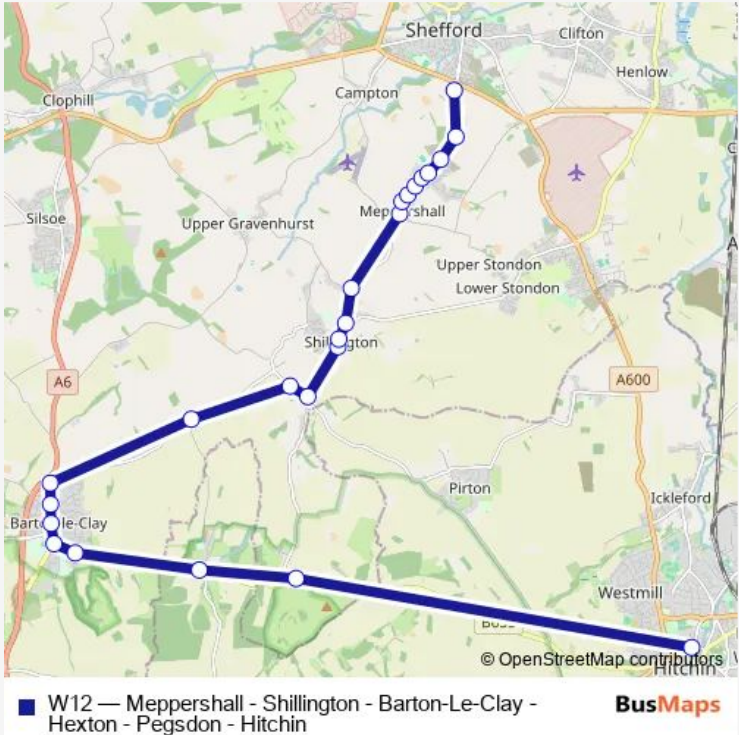 Shefford
Clifton
Henlow
Clophill
Campton
Silsoe
Meppershall
Upper Gravenhurst
Upper Stondon
Lower Stondon
Shillington
A6
A600
Pirton
Ickleford
Barton-le-Clay
Westmill
© OpenStreetMap contributors
Hitchin
W12 — Meppershall - Shillington - Barton-Le-Clay -
Hexton - Pegsdon - Hitchin
BusMaps